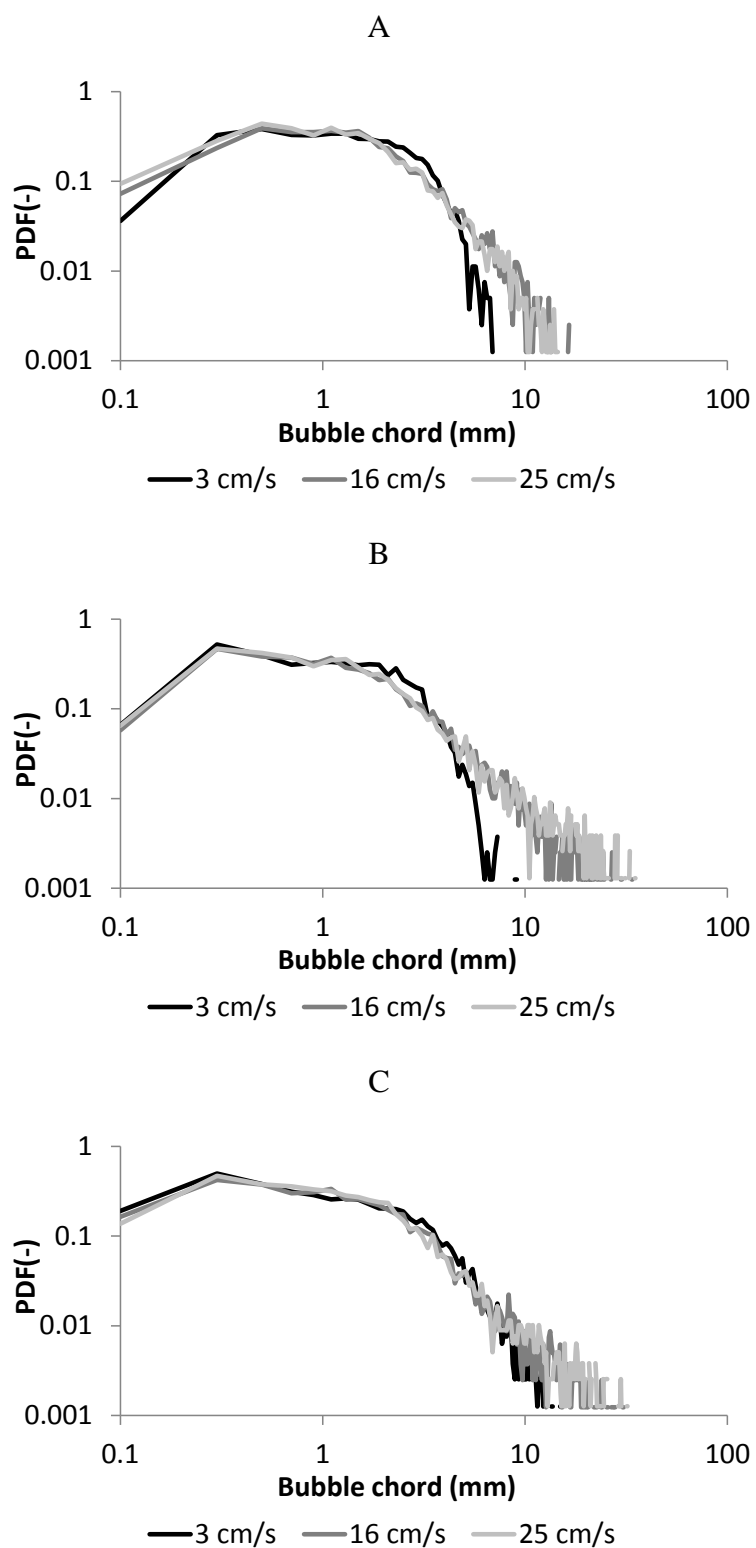 A
1
0.1
0.01
0.001
PDF(-)
0.1 1 10 100
Bubble chord (mm)
3 cm/s 16 cm/s 25 cm/s
B
1
0.1
0.01
0.001
PDF(-)
0.1 1 10 100
Bubble chord (mm)
3 cm/s 16 cm/s 25 cm/s
C
1
0.1
0.01
0.001
PDF(-)
0.1 1 10 100
Bubble chord (mm)
3 cm/s 16 cm/s 25 cm/s